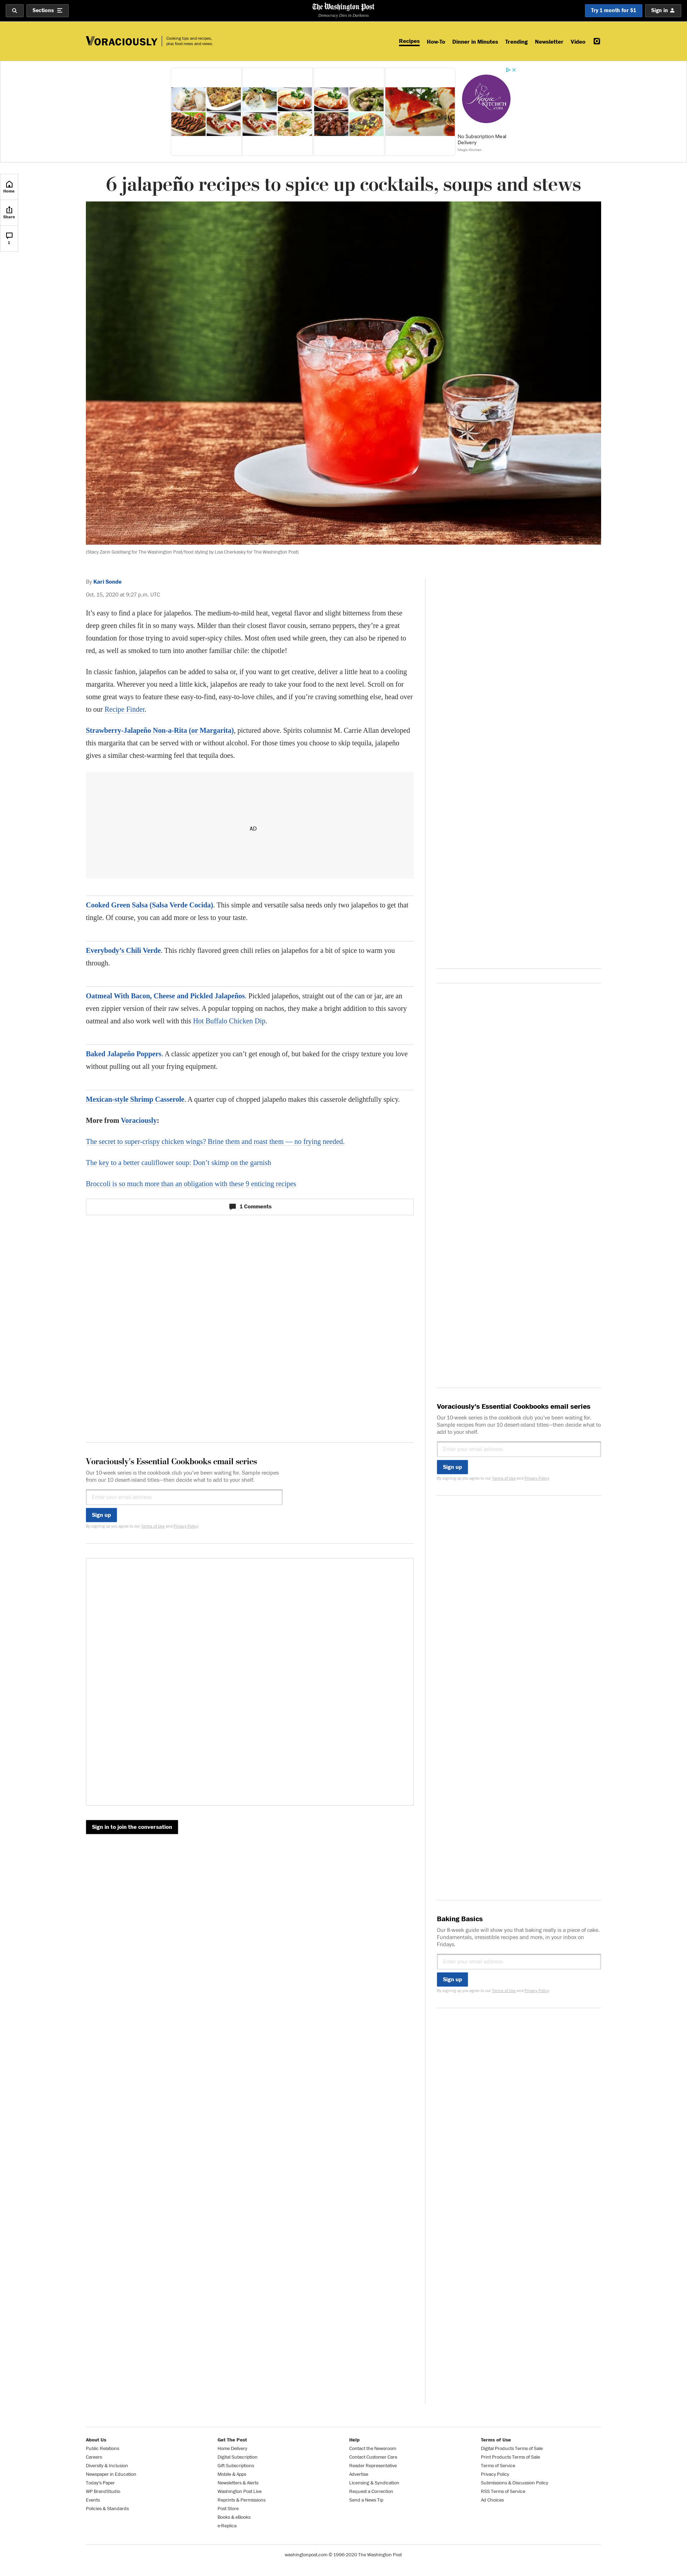 Sections
The Washington Post
Democracy Dies in Darkness
Try 1 month for $1
Sign in
VORACIOUSLY
Cooking tips and recipes,
plus food news and views.
Recipes
How-To
Dinner in Minutes
Trending
Newsletter
Video
Magic
KITCHEN
.COM
No Subscription Meal
Delivery
Magic Kitchen
Home
Share
1
6 jalapeño recipes to spice up cocktails, soups and stews
(Stacy Zarin Goldberg for The Washington Post/food styling by Lisa Cherkasky for The Washington Post)
By Kari Sonde
Oct. 15, 2020 at 9:27 p.m. UTC
It’s easy to find a place for jalapeños. The medium-to-mild heat, vegetal flavor and slight bitterness from these
deep green chiles fit in so many ways. Milder than their closest flavor cousin, serrano peppers, they’re a great
foundation for those trying to avoid super-spicy chiles. Most often used while green, they can also be ripened to
red, as well as smoked to turn into another familiar chile: the chipotle!
In classic fashion, jalapeños can be added to salsa or, if you want to get creative, deliver a little heat to a cooling
margarita. Wherever you need a little kick, jalapeños are ready to take your food to the next level. Scroll on for
some great ways to feature these easy-to-find, easy-to-love chiles, and if you’re craving something else, head over
to our Recipe Finder.
Strawberry-Jalapeño Non-a-Rita (or Margarita), pictured above. Spirits columnist M. Carrie Allan developed
this margarita that can be served with or without alcohol. For those times you choose to skip tequila, jalapeño
gives a similar chest-warming feel that tequila does.
AD
Cooked Green Salsa (Salsa Verde Cocida). This simple and versatile salsa needs only two jalapeños to get that
tingle. Of course, you can add more or less to your taste.
Everybody’s Chili Verde. This richly flavored green chili relies on jalapeños for a bit of spice to warm you
through.
Oatmeal With Bacon, Cheese and Pickled Jalapeños. Pickled jalapeños, straight out of the can or jar, are an
even zippier version of their raw selves. A popular topping on nachos, they make a bright addition to this savory
oatmeal and also work well with this Hot Buffalo Chicken Dip.
Baked Jalapeño Poppers. A classic appetizer you can’t get enough of, but baked for the crispy texture you love
without pulling out all your frying equipment.
Mexican-style Shrimp Casserole. A quarter cup of chopped jalapeño makes this casserole delightfully spicy.
More from Voraciously:
The secret to super-crispy chicken wings? Brine them and roast them — no frying needed.
The key to a better cauliflower soup: Don’t skimp on the garnish
Broccoli is so much more than an obligation with these 9 enticing recipes
1 Comments
Voraciously's Essential Cookbooks email series
Our 10-week series is the cookbook club you've been waiting for. Sample recipes
from our 10 desert-island titles—then decide what to add to your shelf.
Enter your email address
Sign up
By signing up you agree to our Terms of Use and Privacy Policy
Sign in to join the conversation
Voraciously's Essential Cookbooks email series
Our 10-week series is the cookbook club you've been waiting for.
Sample recipes from our 10 desert-island titles—then decide what to
add to your shelf.
Enter your email address
Sign up
By signing up you agree to our Terms of Use and Privacy Policy
Baking Basics
Our 8-week guide will show you that baking really is a piece of cake.
Fundamentals, irresistible recipes and more, in your inbox on
Fridays.
Enter your email address
Sign up
By signing up you agree to our Terms of Use and Privacy Policy
About Us
Public Relations
Careers
Diversity & Inclusion
Newspaper in Education
Today's Paper
WP BrandStudio
Events
Policies & Standards
Get The Post
Home Delivery
Digital Subscription
Gift Subscriptions
Mobile & Apps
Newsletters & Alerts
Washington Post Live
Reprints & Permissions
Post Store
Books & eBooks
e-Replica
Help
Contact the Newsroom
Contact Customer Care
Reader Representative
Advertise
Licensing & Syndication
Request a Correction
Send a News Tip
Terms of Use
Digital Products Terms of Sale
Print Products Terms of Sale
Terms of Service
Privacy Policy
Submissions & Discussion Policy
RSS Terms of Service
Ad Choices
washingtonpost.com © 1996-2020 The Washington Post